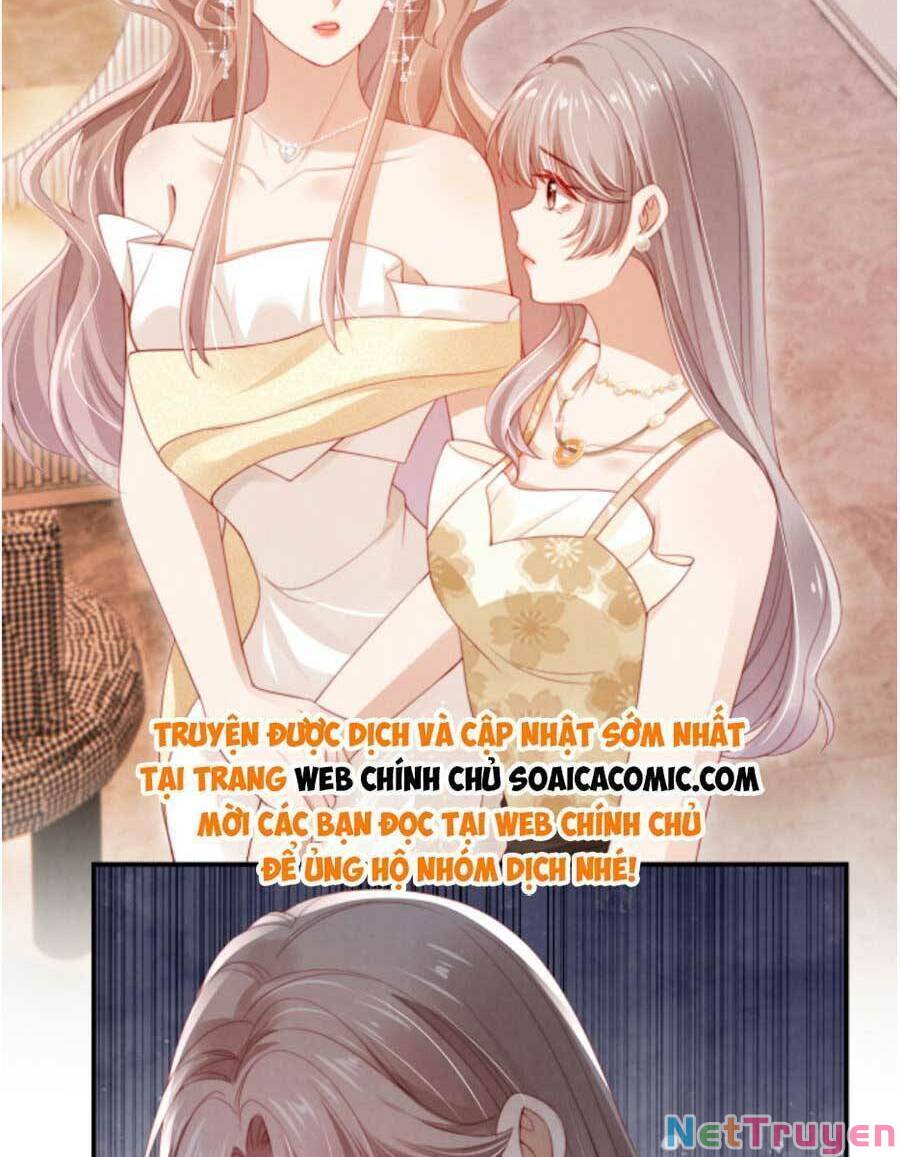 TRUYỆN ĐƯỢC DỊCH VÀ CẬP NHẬT SỚM NHẤT
TẠI TRANG WEB CHÍNH CHỦ SOAICACOMIC.COM
MỜI CÁC BẠN ĐỌC TẠI WEB CHÍNH CHỦ
ĐỂ ỦNG HỘ NHÓM DỊCH NHÉ!
NetTruyen